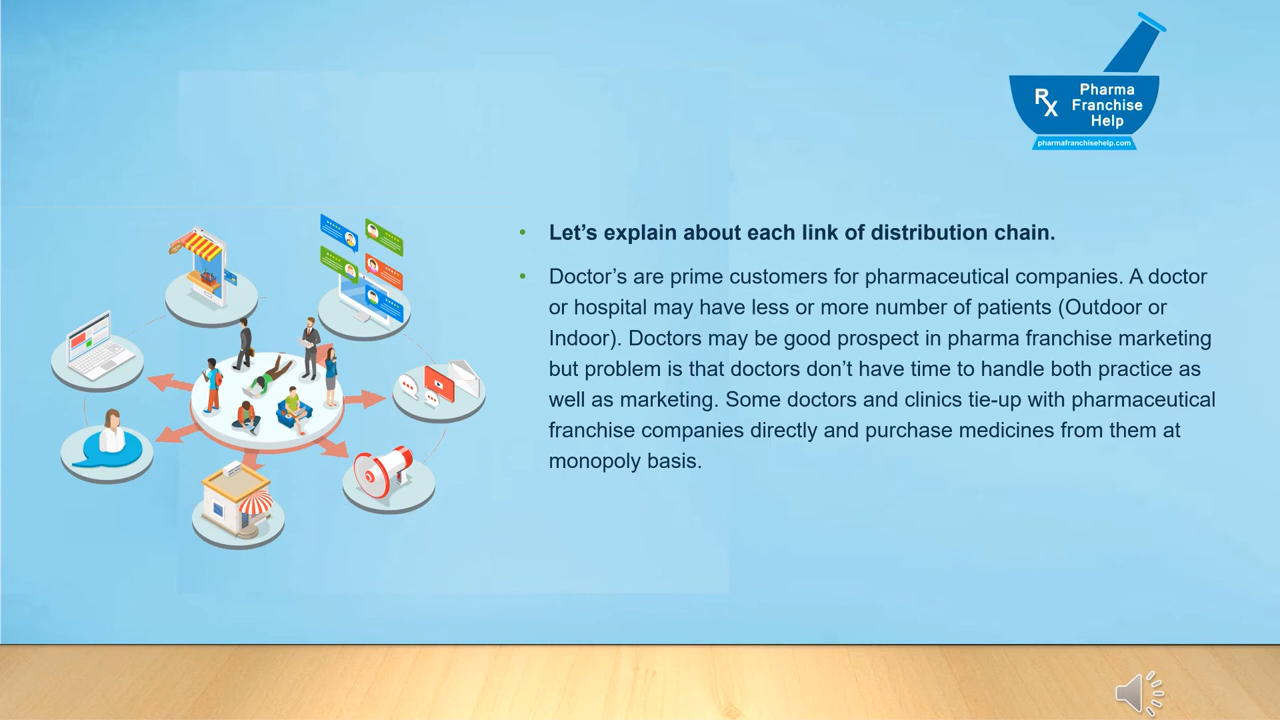 Rx
Pharma
Franchise
Help
pharmafranchisehelp.com
• Let’s explain about each link of distribution chain.
• Doctor’s are prime customers for pharmaceutical companies. A doctor
or hospital may have less or more number of patients (Outdoor or
Indoor). Doctors may be good prospect in pharma franchise marketing
but problem is that doctors don’t have time to handle both practice as
well as marketing. Some doctors and clinics tie-up with pharmaceutical
franchise companies directly and purchase medicines from them at
monopoly basis.